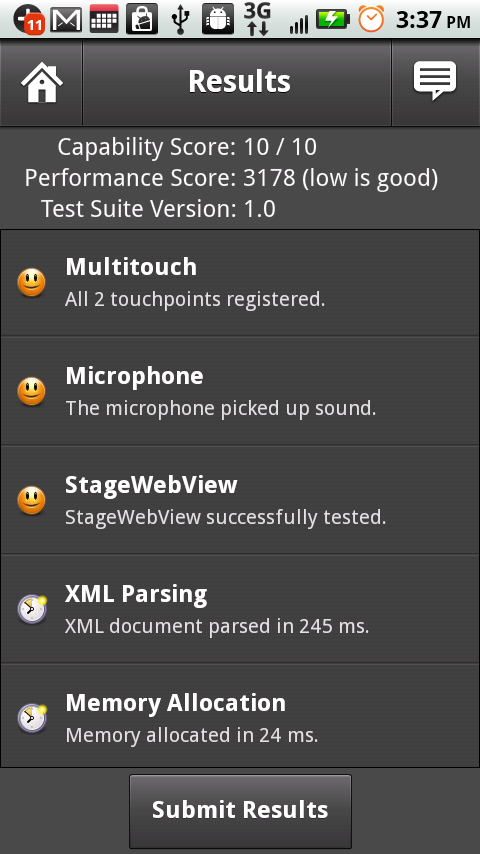 11 3G 3:37 PM
Results
Capability Score: 10 / 10
Performance Score: 3178 (low is good)
Test Suite Version: 1.0
Multitouch
All 2 touchpoints registered.
Microphone
The microphone picked up sound.
StageWebView
StageWebView successfully tested.
XML Parsing
XML document parsed in 245 ms.
Memory Allocation
Memory allocated in 24 ms.
Submit Results